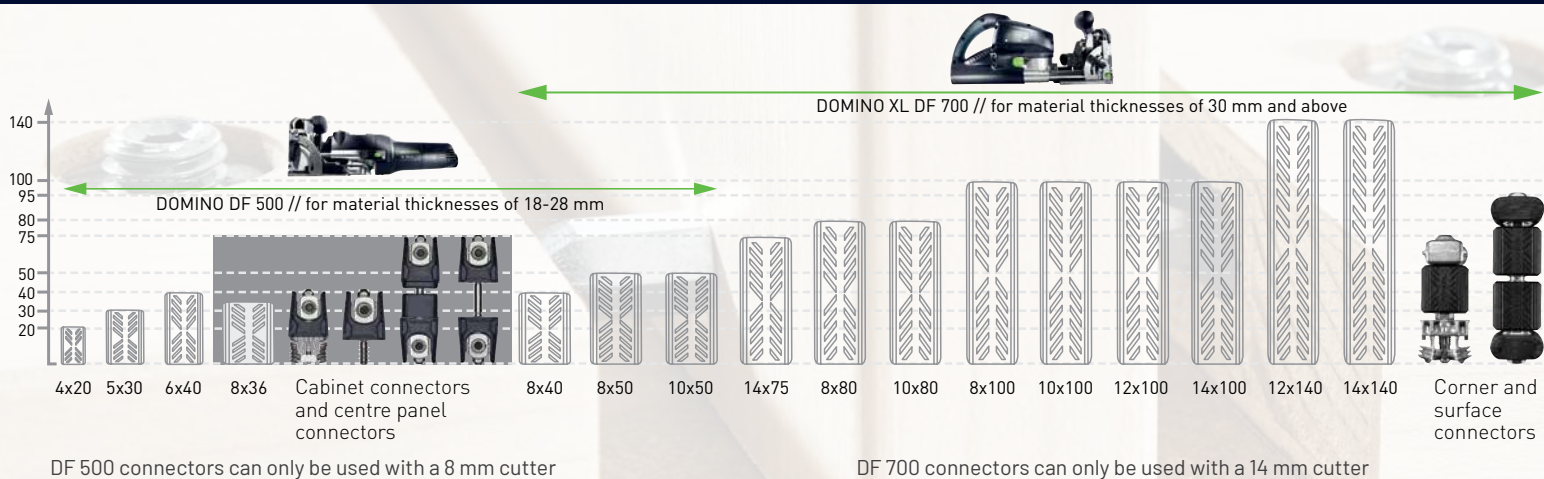 DOMINO XL DF 700 // for material thicknesses of 30 mm and above
DOMINO DF 500 // for material thicknesses of 18-28 mm
140
100
95
80
75
50
40
30
20
4x20
5x30
6x40
8x36
Cabinet connectors
and centre panel
connectors
8x40
8x50
10x50
14x75
8x80
10x80
8x100
10x100
12x100
14x100
12x140
14x140
Corner and
surface
connectors
DF 500 connectors can only be used with a 8 mm cutter
DF 700 connectors can only be used with a 14 mm cutter